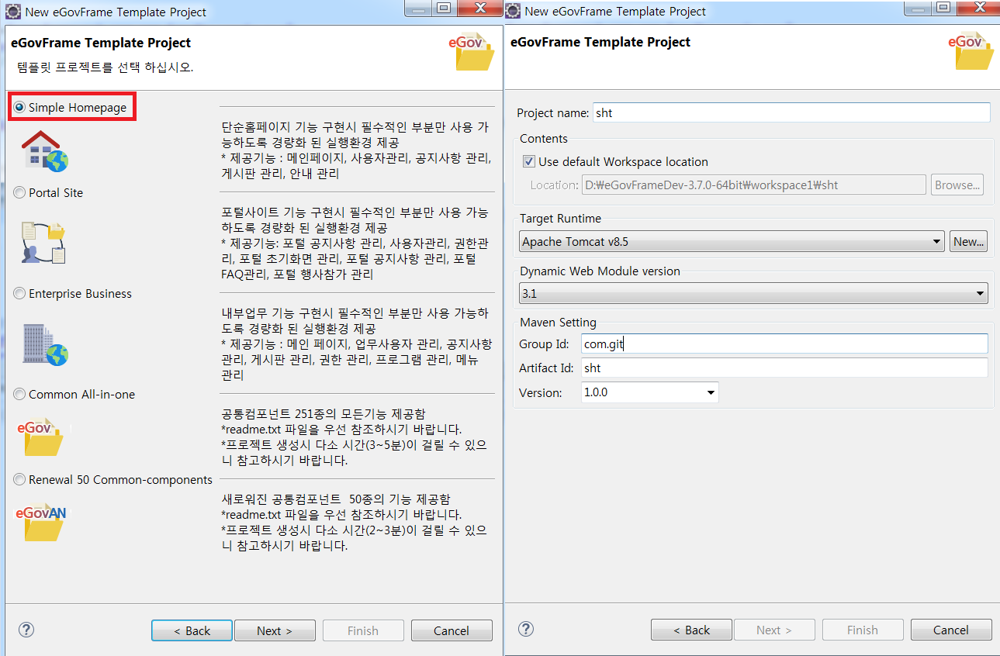 New eGovFrame Template Project
eGovFrame Template Project
템플릿 프로젝트를 선택 하십시오.
eGov
Simple Homepage
단순홈페이지 기능 구현시 필수적인 부분만 사용 가
능하도록 경량화 된 실행환경 제공
* 제공기능 : 메인페이지, 사용자관리, 공지사항 관리,
게시판 관리, 안내 관리
Portal Site
포털사이트 기능 구현시 필수적인 부분만 사용 가능
하도록 경량화 된 실행환경 제공
* 제공기능: 포털 공지사항 관리, 사용자관리, 권한관
리, 포털 초기화면 관리, 포털 공지사항 관리, 포털
FAQ관리, 포털 행사참가 관리
Enterprise Business
내부업무 기능 구현시 필수적인 부분만 사용 가능하
도록 경량화 된 실행환경 제공
* 제공기능 : 메인 페이지, 업무사용자 관리, 공지사항
관리, 게시판 관리, 권한 관리, 프로그램 관리, 메뉴
관리
Common All-in-one
eGov
공통컴포넌트 251종의 모든기능 제공함
*readme.txt 파일을 우선 참조하시기 바랍니다.
*프로젝트 생성시 다소 시간(3~5분)이 걸릴 수 있으
니 참고하시기 바랍니다.
Renewal 50 Common-components
eGovAN
새로워진 공통컴포넌트  50종의 기능 제공함
*readme.txt 파일을 우선 참조하시기 바랍니다.
*프로젝트 생성시 다소 시간(2~3분)이 걸릴 수 있으
니 참고하시기 바랍니다.
? < Back Next > Finish Cancel
New eGovFrame Template Project
eGovFrame Template Project
eGov
Project name: sht
Contents
Use default Workspace location
Location: D:₩eGovFrameDev-3.7.0-64bit₩workspace1₩sht Browse...
Target Runtime
Apache Tomcat v8.5 New...
Dynamic Web Module version
3.1
Maven Setting
Group Id: com.git
Artifact Id: sht
Version: 1.0.0
? < Back Next > Finish Cancel